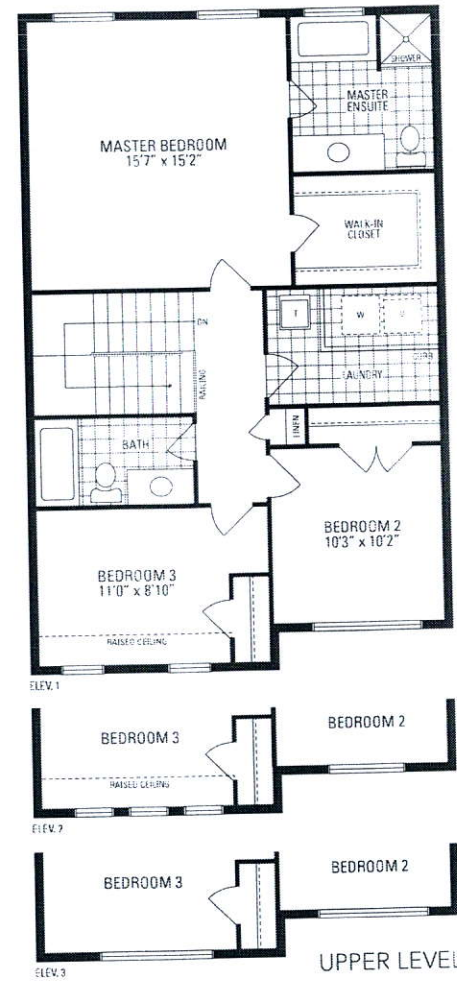 SHOWER
MASTER
ENSUITE
MASTER BEDROOM
15'7" x 15'2"
WALK-IN
CLOSET
DN
RAILING
T
W
D
CURB
LAUNDRY
LINEN
BATH
BEDROOM 2
10'3" x 10'2"
BEDROOM 3
11'0" x 8'10"
RAISED CEILING
ELEV. 1
BEDROOM 3
BEDROOM 2
RAISED CEILING
ELEV. 2
BEDROOM 3
BEDROOM 2
ELEV. 3
UPPER LEVEL